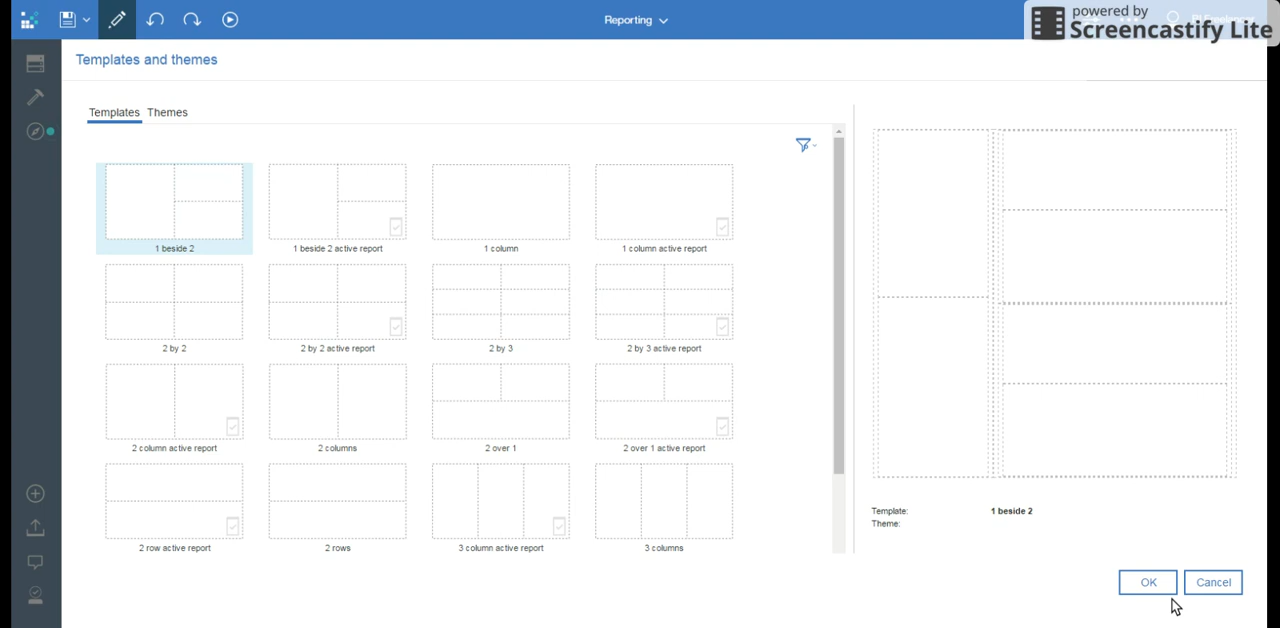 Reporting
powered by
Screencastify Lite
Templates and themes
Templates Themes
1 beside 2
1 beside 2 active report
1 column
1 column active report
2 by 2
2 by 2 active report
2 by 3
2 by 3 active report
2 column active report
2 columns
2 over 1
2 over 1 active report
2 row active report
2 rows
3 column active report
3 columns
Template: 1 beside 2
Theme:
OK Cancel